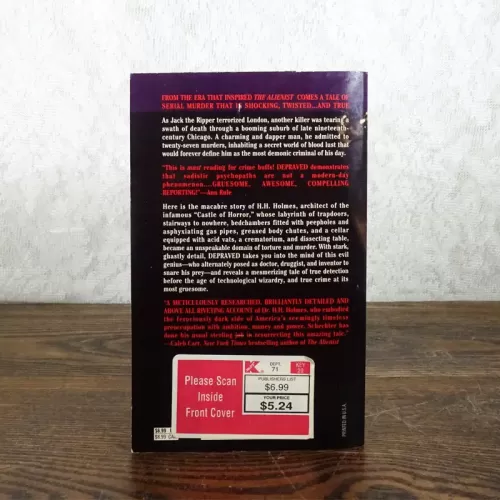 FROM THE ERA THAT INSPIRED THE ALIENIST COMES A TALE OF
SERIAL MURDER THAT IS SHOCKING, TWISTED...AND TRUE.
As Jack the Ripper terrorized London, another killer was tearing a
swath of death through a booming suburb of late nineteenth-
century Chicago. A charming and dapper man, he admitted to
twenty-seven murders, inhabiting a secret world of blood lust that
would forever define him as the most demonic criminal of his day.
"This is must reading for crime buffs! DEPRAVED demonstrates
that sadistic psychopaths are not a modern-day
phenomenon....GRUESOME, AWESOME, COMPELLING
REPORTING!"—Ann Rule
Here is the macabre story of H.H. Holmes, architect of the
infamous "Castle of Horror," whose labyrinth of trapdoors,
stairways to nowhere, bedchambers fitted with peepholes and
asphyxiating gas pipes, greased body chutes, and a cellar
equipped with acid vats, a crematorium, and dissecting table,
became an unspeakable domain of torture and murder. With stark,
ghastly detail, DEPRAVED takes you into the mind of this evil
genius—who alternately posed as doctor, druggist, and inventor to
snare his prey—and reveals a mesmerizing tale of true detection
before the age of technological wizardry, and true crime at its
most gruesome.
"A METICULOUSLY RESEARCHED, BRILLIANTLY DETAILED AND
ABOVE ALL RIVETING ACCOUNT of Dr. H.H. Holmes, who embodied
the ferociously dark side of America's seemingly timeless
preoccupation with ambition, money and power. Schechter has
done his usual sterling job in resurrecting this amazing tale."
—Caleb Carr, New York Times bestselling author of The Alienist
Please Scan
Inside
Front Cover
K
DEPT.
71
KEY
PUBLISHERS LIST
$6.99
YOUR PRICE
$5.24
$6.99
$8.99 CAN.
PRINTED IN U.S.A.